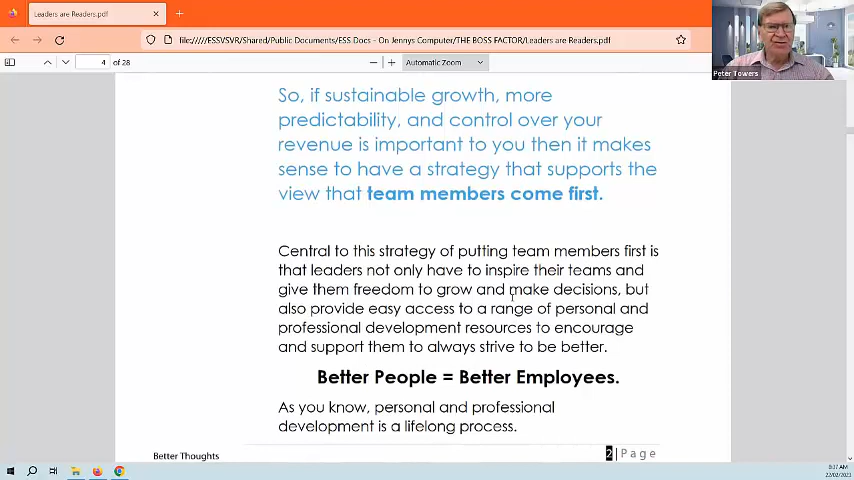 Leaders are Readers.pdf
file:////ESSVSVR/Shared/Public Documents/ESS Docs - On Jennys Computer/THE BOSS FACTOR/Leaders are Readers.pdf
4 of 28
Automatic Zoom
Peter Towers
So, if sustainable growth, more
predictability, and control over your
revenue is important to you then it makes
sense to have a strategy that supports the
view that team members come first.
Central to this strategy of putting team members first is
that leaders not only have to inspire their teams and
give them freedom to grow and make decisions, but
also provide easy access to a range of personal and
professional development resources to encourage
and support them to always strive to be better.
Better People = Better Employees.
As you know, personal and professional
development is a lifelong process.
Better Thoughts
2 | P a g e
8:37 AM
22/02/2023